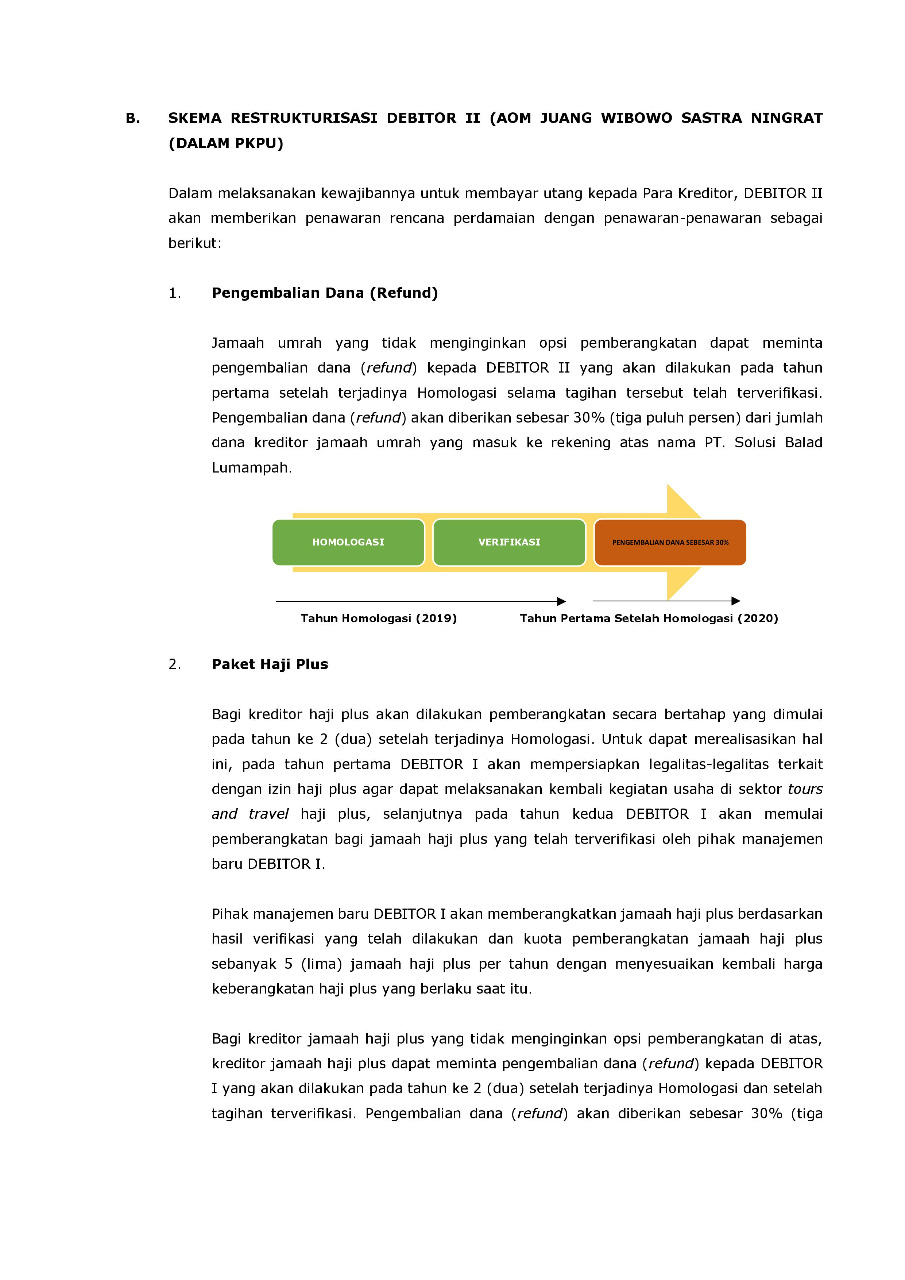 B. SKEMA RESTRUKTURISASI DEBITOR II (AOM JUANG WIBOWO SASTRA NINGRAT
(DALAM PKPU)
Dalam melaksanakan kewajibannya untuk membayar utang kepada Para Kreditor, DEBITOR II
akan memberikan penawaran rencana perdamaian dengan penawaran-penawaran sebagai
berikut:
1. Pengembalian Dana (Refund)
Jamaah umrah yang tidak menginginkan opsi pemberangkatan dapat meminta
pengembalian dana (refund) kepada DEBITOR II yang akan dilakukan pada tahun
pertama setelah terjadinya Homologasi selama tagihan tersebut telah terverifikasi.
Pengembalian dana (refund) akan diberikan sebesar 30% (tiga puluh persen) dari jumlah
dana kreditor jamaah umrah yang masuk ke rekening atas nama PT. Solusi Balad
Lumampah.
HOMOLOGASI VERIFIKASI PENGEMBALIAN DANA SEBESAR 30%
Tahun Homologasi (2019) Tahun Pertama Setelah Homologasi (2020)
2. Paket Haji Plus
Bagi kreditor haji plus akan dilakukan pemberangkatan secara bertahap yang dimulai
pada tahun ke 2 (dua) setelah terjadinya Homologasi. Untuk dapat merealisasikan hal
ini, pada tahun pertama DEBITOR I akan mempersiapkan legalitas-legalitas terkait
dengan izin haji plus agar dapat melaksanakan kembali kegiatan usaha di sektor tours
and travel haji plus, selanjutnya pada tahun kedua DEBITOR I akan memulai
pemberangkatan bagi jamaah haji plus yang telah terverifikasi oleh pihak manajemen
baru DEBITOR I.
Pihak manajemen baru DEBITOR I akan memberangkatkan jamaah haji plus berdasarkan
hasil verifikasi yang telah dilakukan dan kuota pemberangkatan jamaah haji plus
sebanyak 5 (lima) jamaah haji plus per tahun dengan menyesuaikan kembali harga
keberangkatan haji plus yang berlaku saat itu.
Bagi kreditor jamaah haji plus yang tidak menginginkan opsi pemberangkatan di atas,
kreditor jamaah haji plus dapat meminta pengembalian dana (refund) kepada DEBITOR
I yang akan dilakukan pada tahun ke 2 (dua) setelah terjadinya Homologasi dan setelah
tagihan terverifikasi. Pengembalian dana (refund) akan diberikan sebesar 30% (tiga